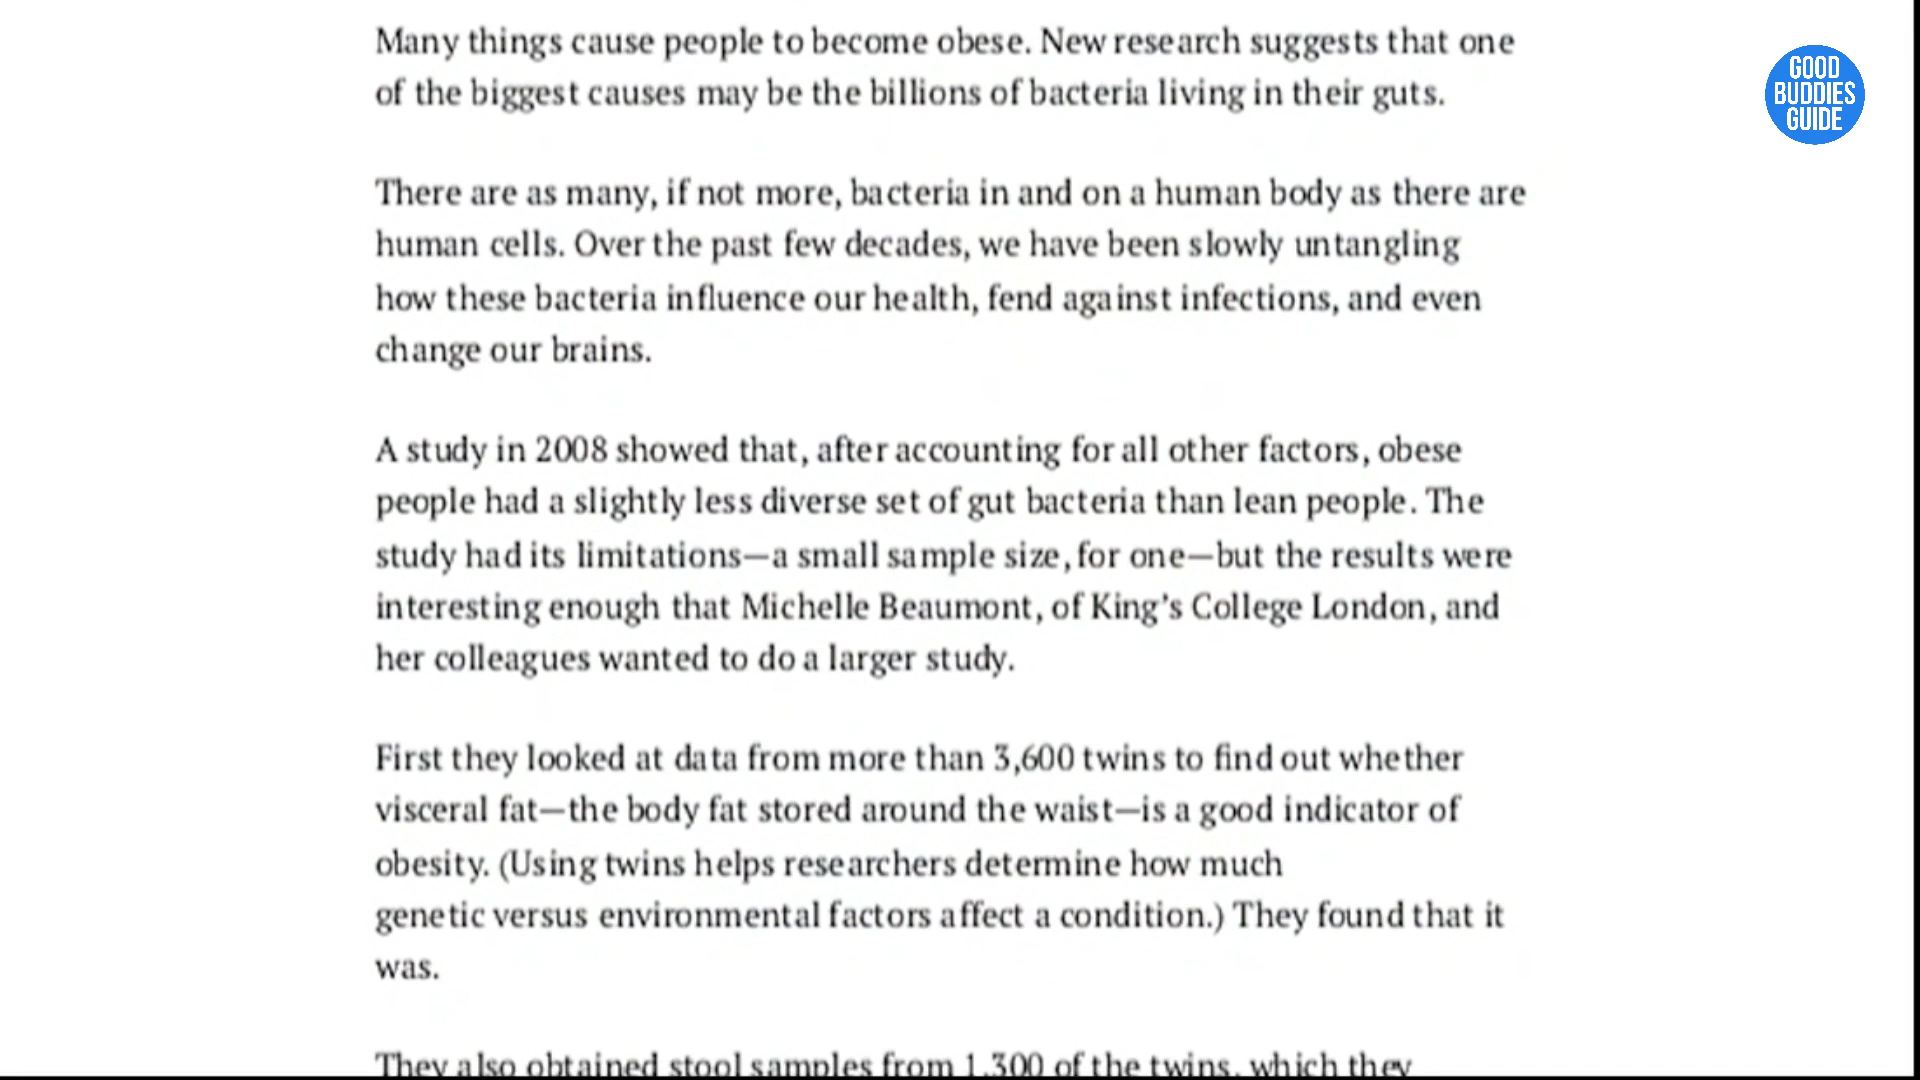 Many things cause people to become obese. New research suggests that one
of the biggest causes may be the billions of bacteria living in their guts.
There are as many, if not more, bacteria in and on a human body as there are
human cells. Over the past few decades, we have been slowly untangling
how these bacteria influence our health, fend against infections, and even
change our brains.
A study in 2008 showed that, after accounting for all other factors, obese
people had a slightly less diverse set of gut bacteria than lean people. The
study had its limitations—a small sample size, for one—but the results were
interesting enough that Michelle Beaumont, of King’s College London, and
her colleagues wanted to do a larger study.
First they looked at data from more than 3,600 twins to find out whether
visceral fat—the body fat stored around the waist—is a good indicator of
obesity. (Using twins helps researchers determine how much
genetic versus environmental factors affect a condition.) They found that it
was.
They also obtained stool samples from 1,300 of the twins, which they
GOOD
BUDDIES
GUIDE